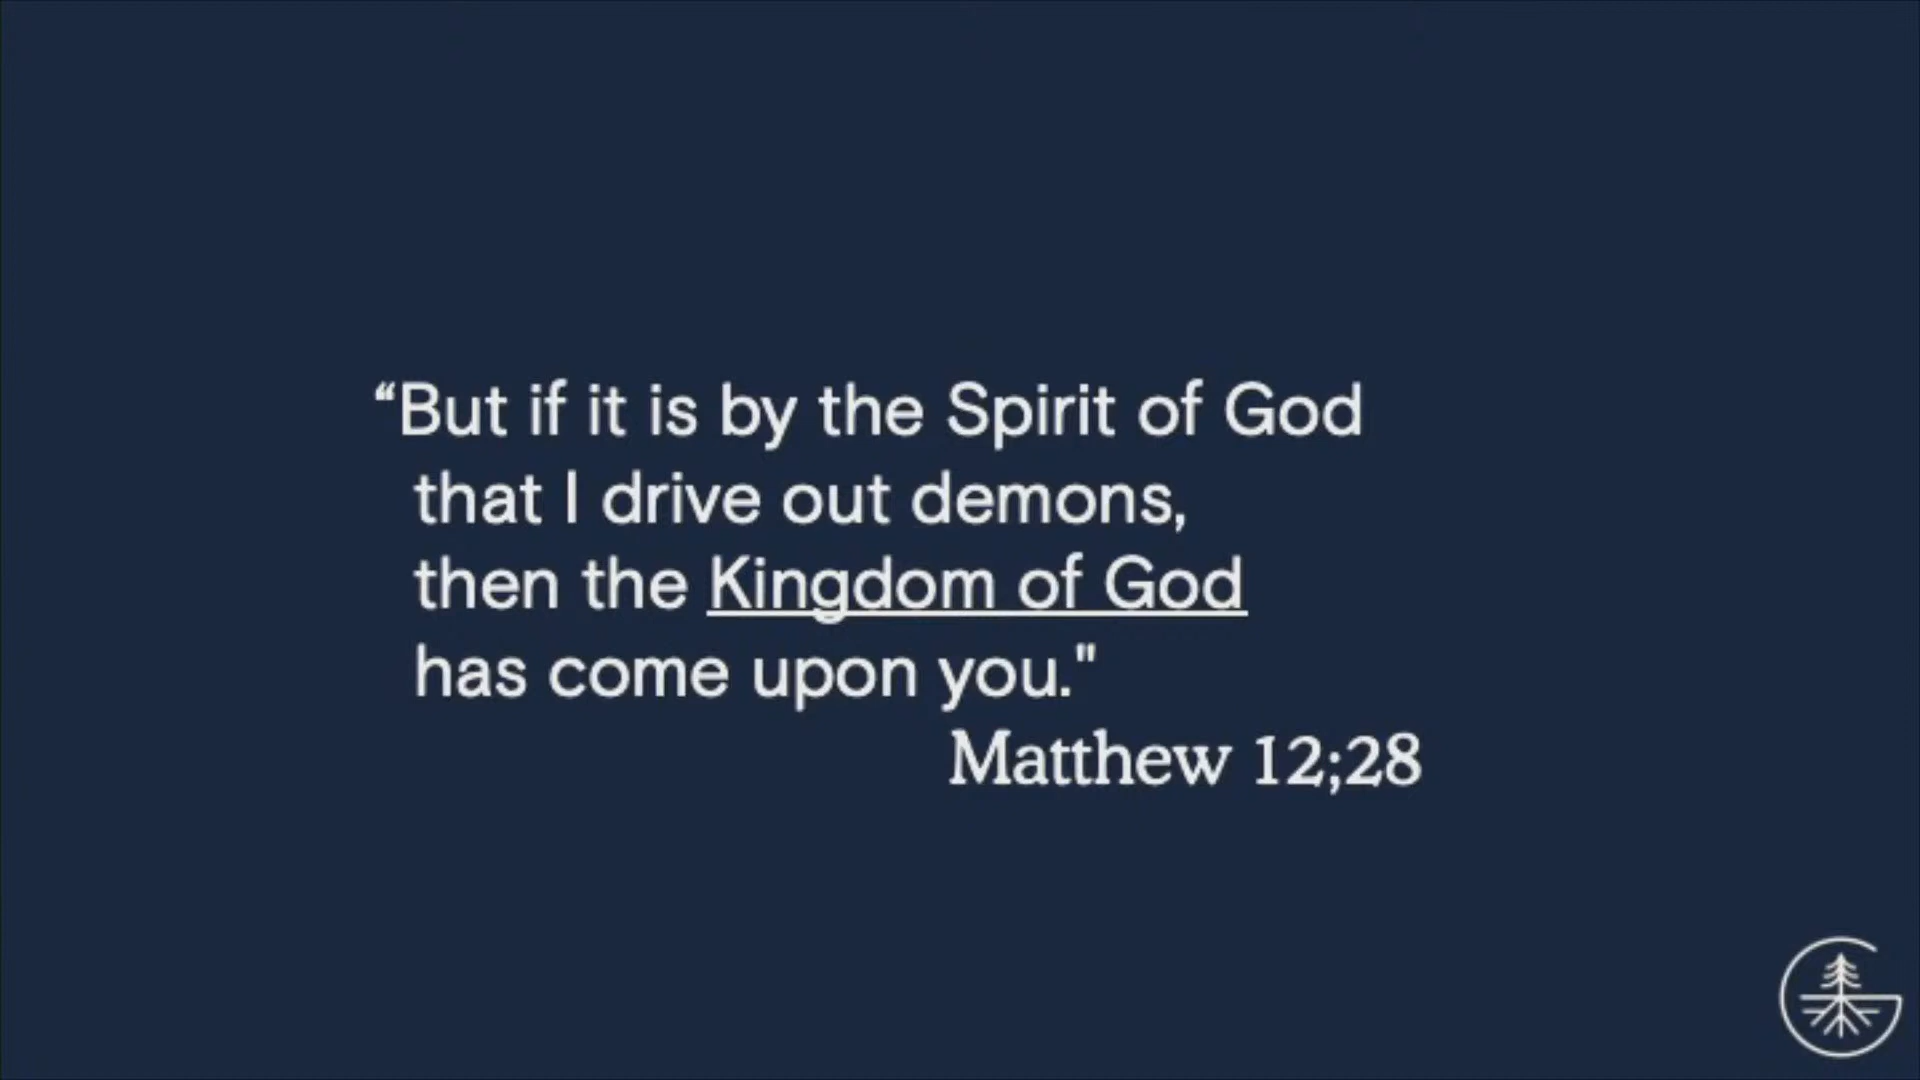 “But if it is by the Spirit of God
that I drive out demons,
then the Kingdom of God
has come upon you."
Matthew 12;28